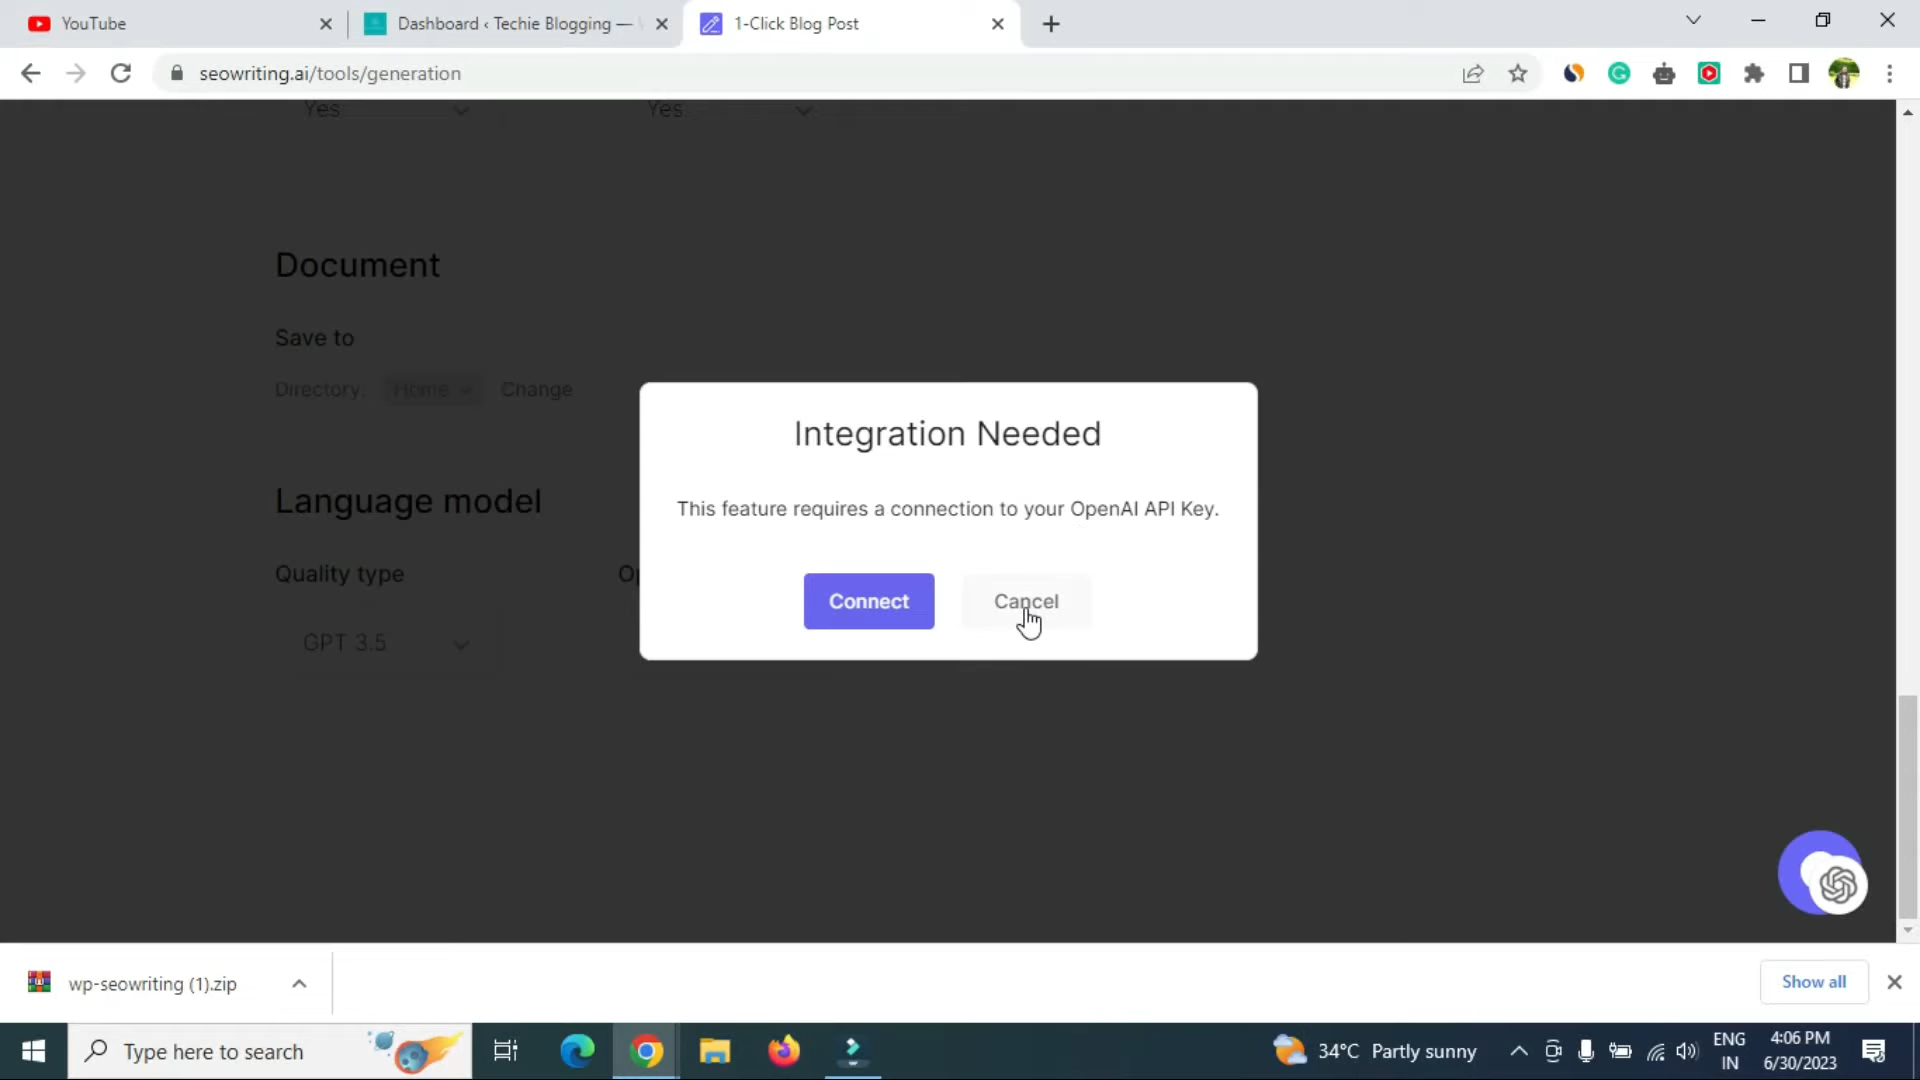 YouTube
Dashboard ‹ Techie Blogging —
1-Click Blog Post
seowriting.ai/tools/generation
Yes
Yes
Document
Save to
Directory: Home Change
Integration Needed
This feature requires a connection to your OpenAI API Key.
Connect Cancel
Language model
Quality type
GPT 3.5
wp-seowriting (1).zip
Show all
Type here to search
34°C Partly sunny
ENG
IN
4:06 PM
6/30/2023